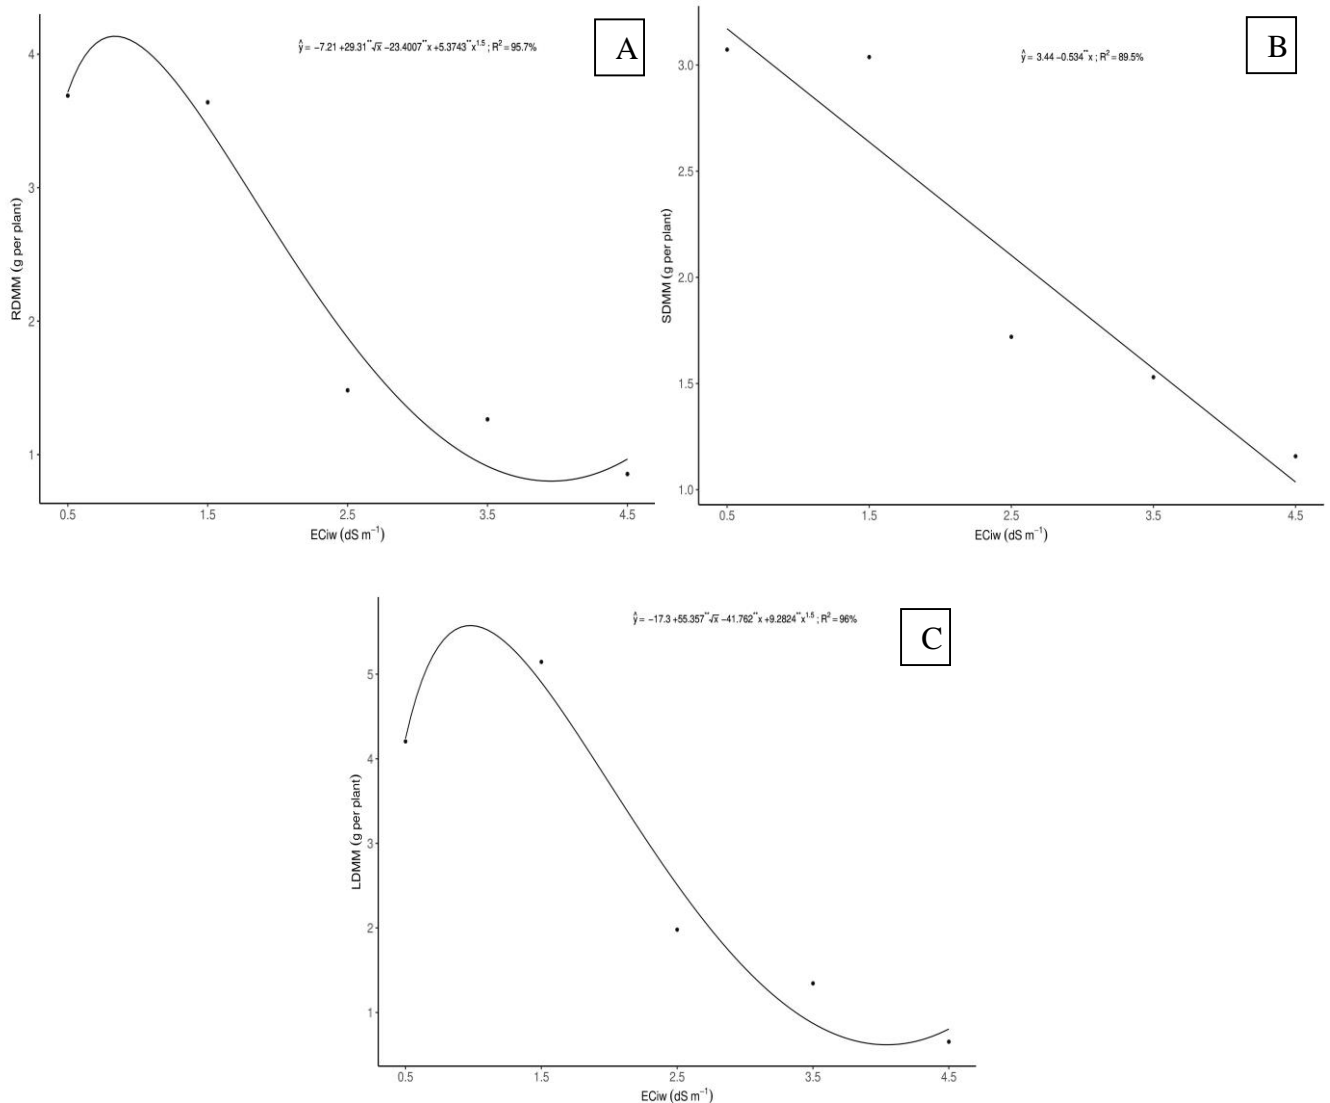 ŷ = −7.21 +29.31**√x −23.4007**x +5.3743**x^1.5 ; R² = 95.7%
A
4
3
2
1
RDMM (g per plant)
0.5 1.5 2.5 3.5 4.5
ECiw (dS m⁻¹)
ŷ = 3.44 −0.534**x ; R² = 89.5%
B
3.0
2.5
2.0
1.5
1.0
SDMM (g per plant)
0.5 1.5 2.5 3.5 4.5
ECiw (dS m⁻¹)
ŷ = −17.3 +55.357**√x −41.762**x +9.2824**x^1.5 ; R² = 96%
C
5
4
3
2
1
LDMM (g per plant)
0.5 1.5 2.5 3.5 4.5
ECiw (dS m⁻¹)